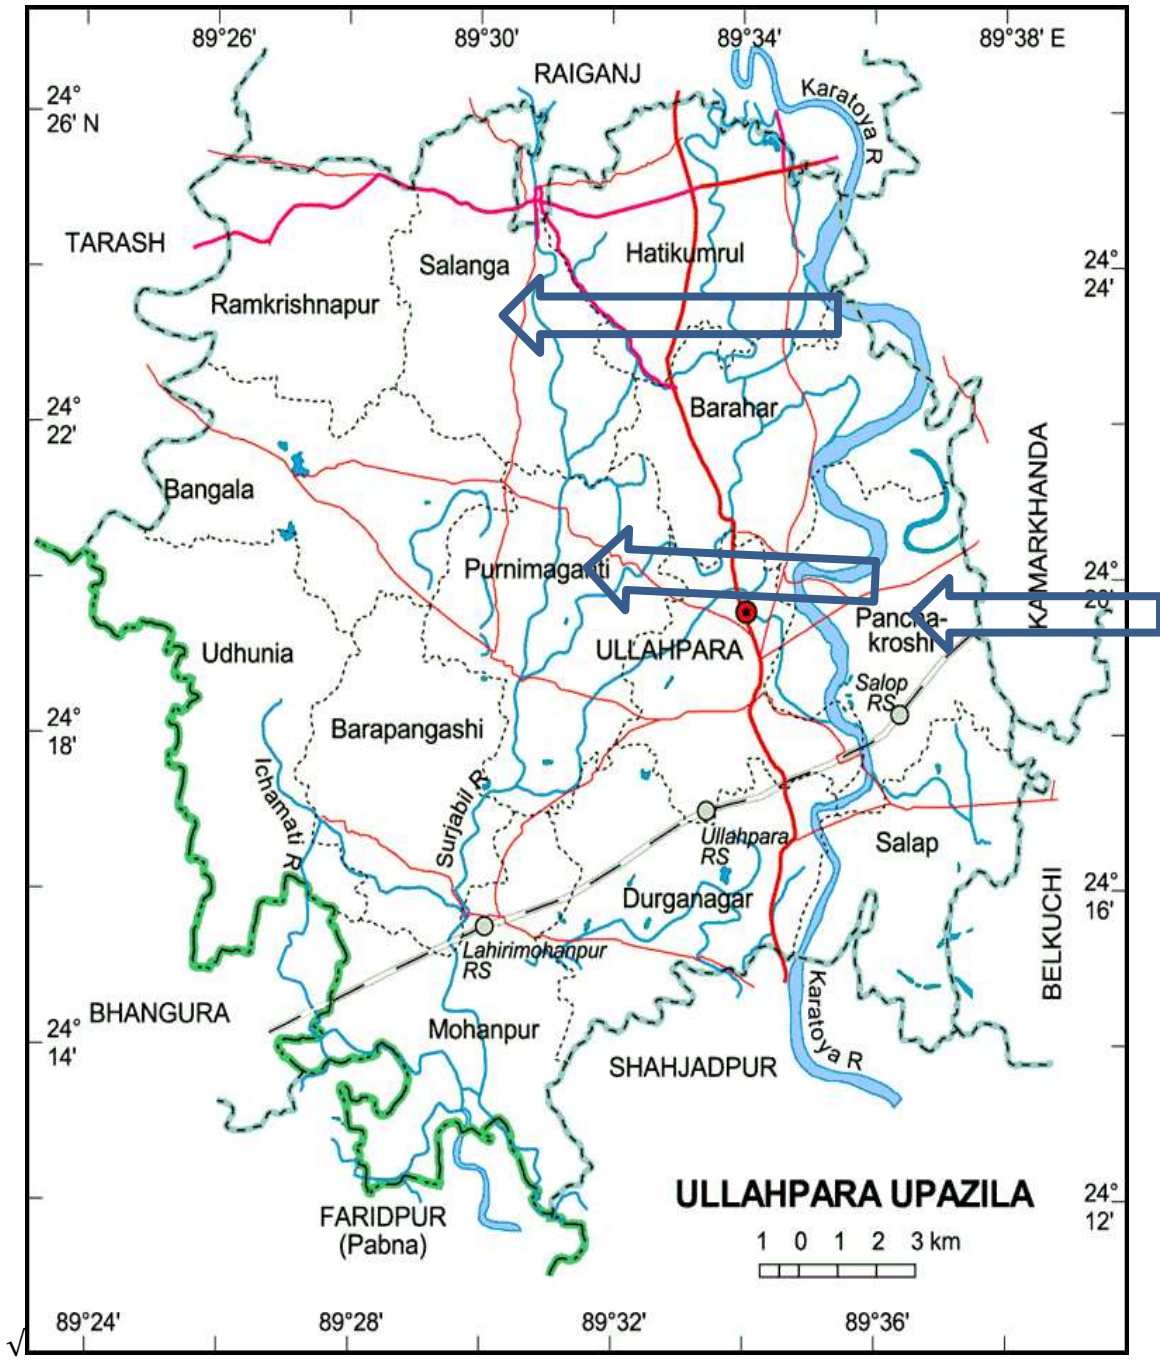 89°26' 89°30' 89°34' 89°38' E
RAIGANJ
Karatoya R
24°
26' N
TARASH
Salanga
Hatikumrul
24°
24'
Ramkrishnapur
24°
22'
Barahar
KAMARKHANDA
Bangala
Purnimaganti
24°
20'
Pancha-
kroshi
Udhunia
ULLAHPARA
Salop
RS
24°
18'
Barapangashi
Ichamati R
Surjabil R
Ullahpara
RS
Salap
Durganagar
24°
16'
BELKUCHI
Lahirimohanpur
RS
Karatoya R
BHANGURA
24°
14'
Mohanpur
SHAHJADPUR
ULLAHPARA UPAZILA
24°
12'
FARIDPUR
(Pabna)
1 0 1 2 3 km
89°24' 89°28' 89°32' 89°36'
√